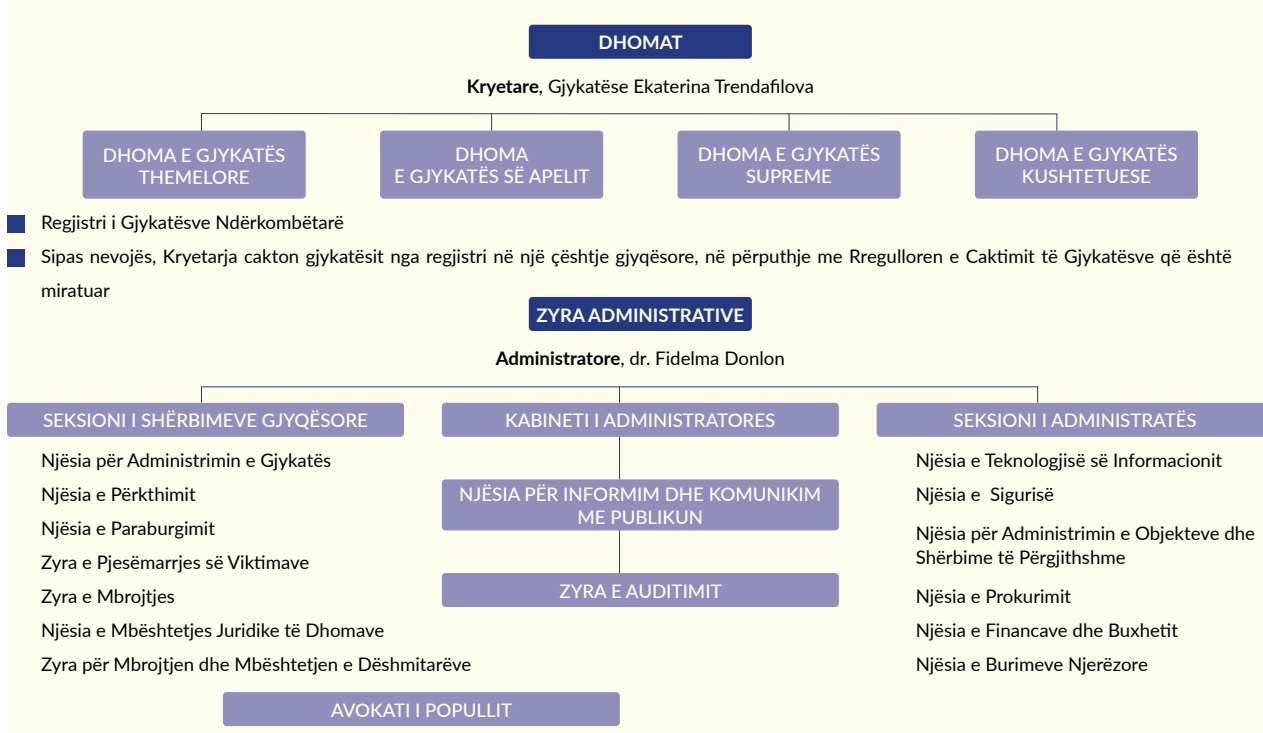 DHOMAT
Kryetare, Gjykatëse Ekaterina Trendafilova
DHOMA E GJYKATËS
THEMELORE
DHOMA
E GJYKATËS SË APELIT
DHOMA E GJYKATËS
SUPREME
DHOMA E GJYKATËS
KUSHTETUESE
Regjistri i Gjykatësve Ndërkombëtarë
Sipas nevojës, Kryetarja cakton gjykatësit nga regjistri në një çështje gjyqësore, në përputhje me Rregulloren e Caktimit të Gjykatësve që është
miratuar
ZYRA ADMINISTRATIVE
Administratore, dr. Fidelma Donlon
SEKSIONI I SHËRBIMEVE GJYQËSORE
Njësia për Administrimin e Gjykatës
Njësia e Përkthimit
Njësia e Paraburgimit
Zyra e Pjesëmarrjes së Viktimave
Zyra e Mbrojtjes
Njësia e Mbështetjes Juridike të Dhomave
Zyra për Mbrojtjen dhe Mbështetjen e Dëshmitarëve
KABINETI I ADMINISTRATORES
NJËSIA PËR INFORMIM DHE KOMUNIKIM
ME PUBLIKUN
ZYRA E AUDITIMIT
SEKSIONI I ADMINISTRATËS
Njësia e Teknologjisë së Informacionit
Njësia e Sigurisë
Njësia për Administrimin e Objekteve dhe
Shërbime të Përgjithshme
Njësia e Prokurimit
Njësia e Financave dhe Buxhetit
Njësia e Burimeve Njerëzore
AVOKATI I POPULLIT